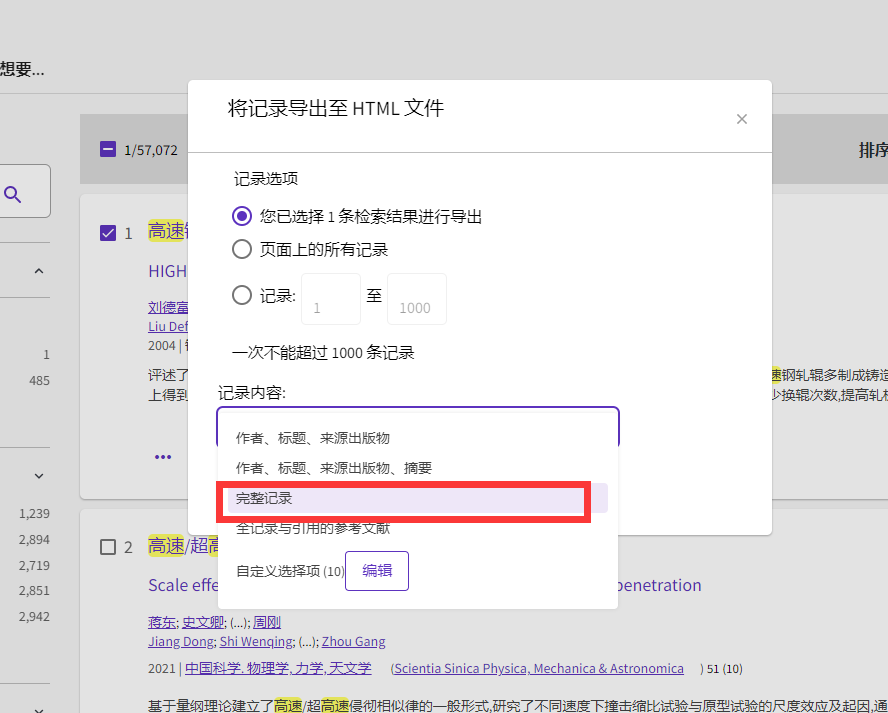 想要...
将记录导出至 HTML 文件
×
1/57,072
排序
记录选项
您已选择 1 条检索结果进行导出
页面上的所有记录
记录: 1 至 1000
一次不能超过 1000 条记录
记录内容:
作者、标题、来源出版物
作者、标题、来源出版物、摘要
完整记录
全记录与引用的参考文献
自定义选择项 (10) 编辑
1 高速
HIGH
刘德富
Liu Def
2004 |
评述了
速钢轧辊多制成铸造
上得到
少换辊次数,提高轧机
1
485
1,239
2,894
2,719
2,851
2,942
2 高速/超高
Scale effe
penetration
蒋东; 史文卿; (...); 周刚
Jiang Dong; Shi Wenqing; (...); Zhou Gang
2021 | 中国科学. 物理学, 力学, 天文学 (Scientia Sinica Physica, Mechanica & Astronomica ) 51 (10)
基于量纲理论建立了高速/超高速侵彻相似律的一般形式,研究了不同速度下撞击缩比试验与原型试验的尺度效应及起因,通